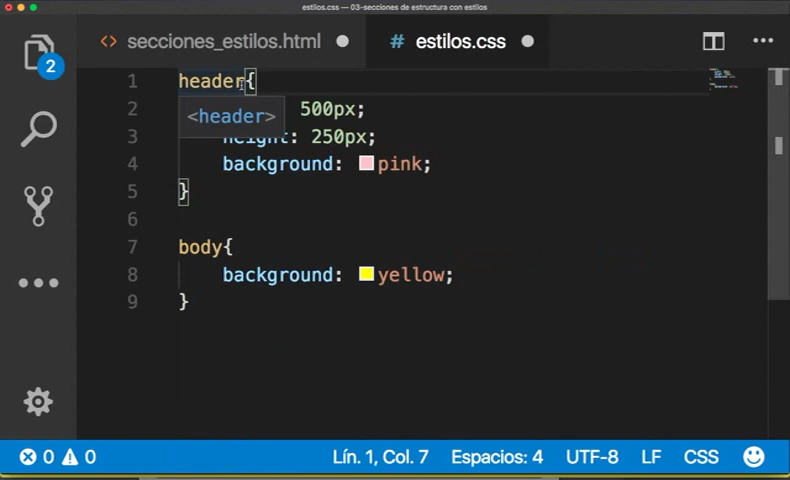 estilos.css — 03-secciones de estructura con estilos
2
<> secciones_estilos.html
# estilos.css
1 header{
<header>
2 500px;
3 height: 250px;
4 background: pink;
5 }
6
7 body{
8 background: yellow;
9 }
0 0 Lín. 1, Col. 7 Espacios: 4 UTF-8 LF CSS